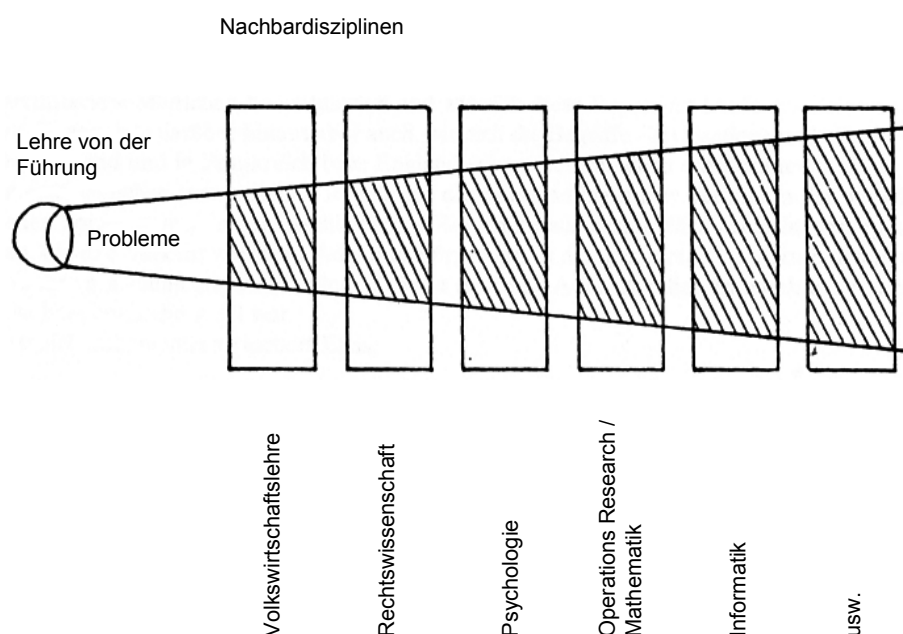 Nachbardisziplinen
Lehre von der
Führung
Probleme
Volkswirtschaftslehre
Rechtswissenschaft
Psychologie
Operations Research /
Mathematik
Informatik
usw.